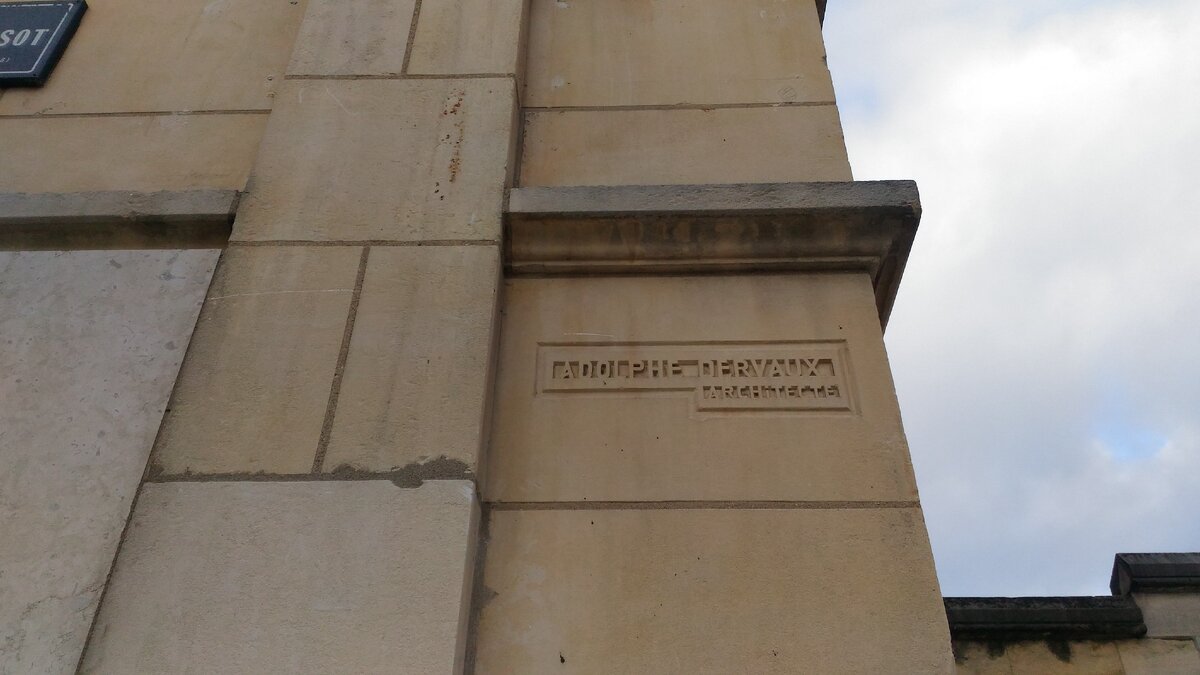 SOT
ADOLPHE DERVAUX
ARCHITECTE